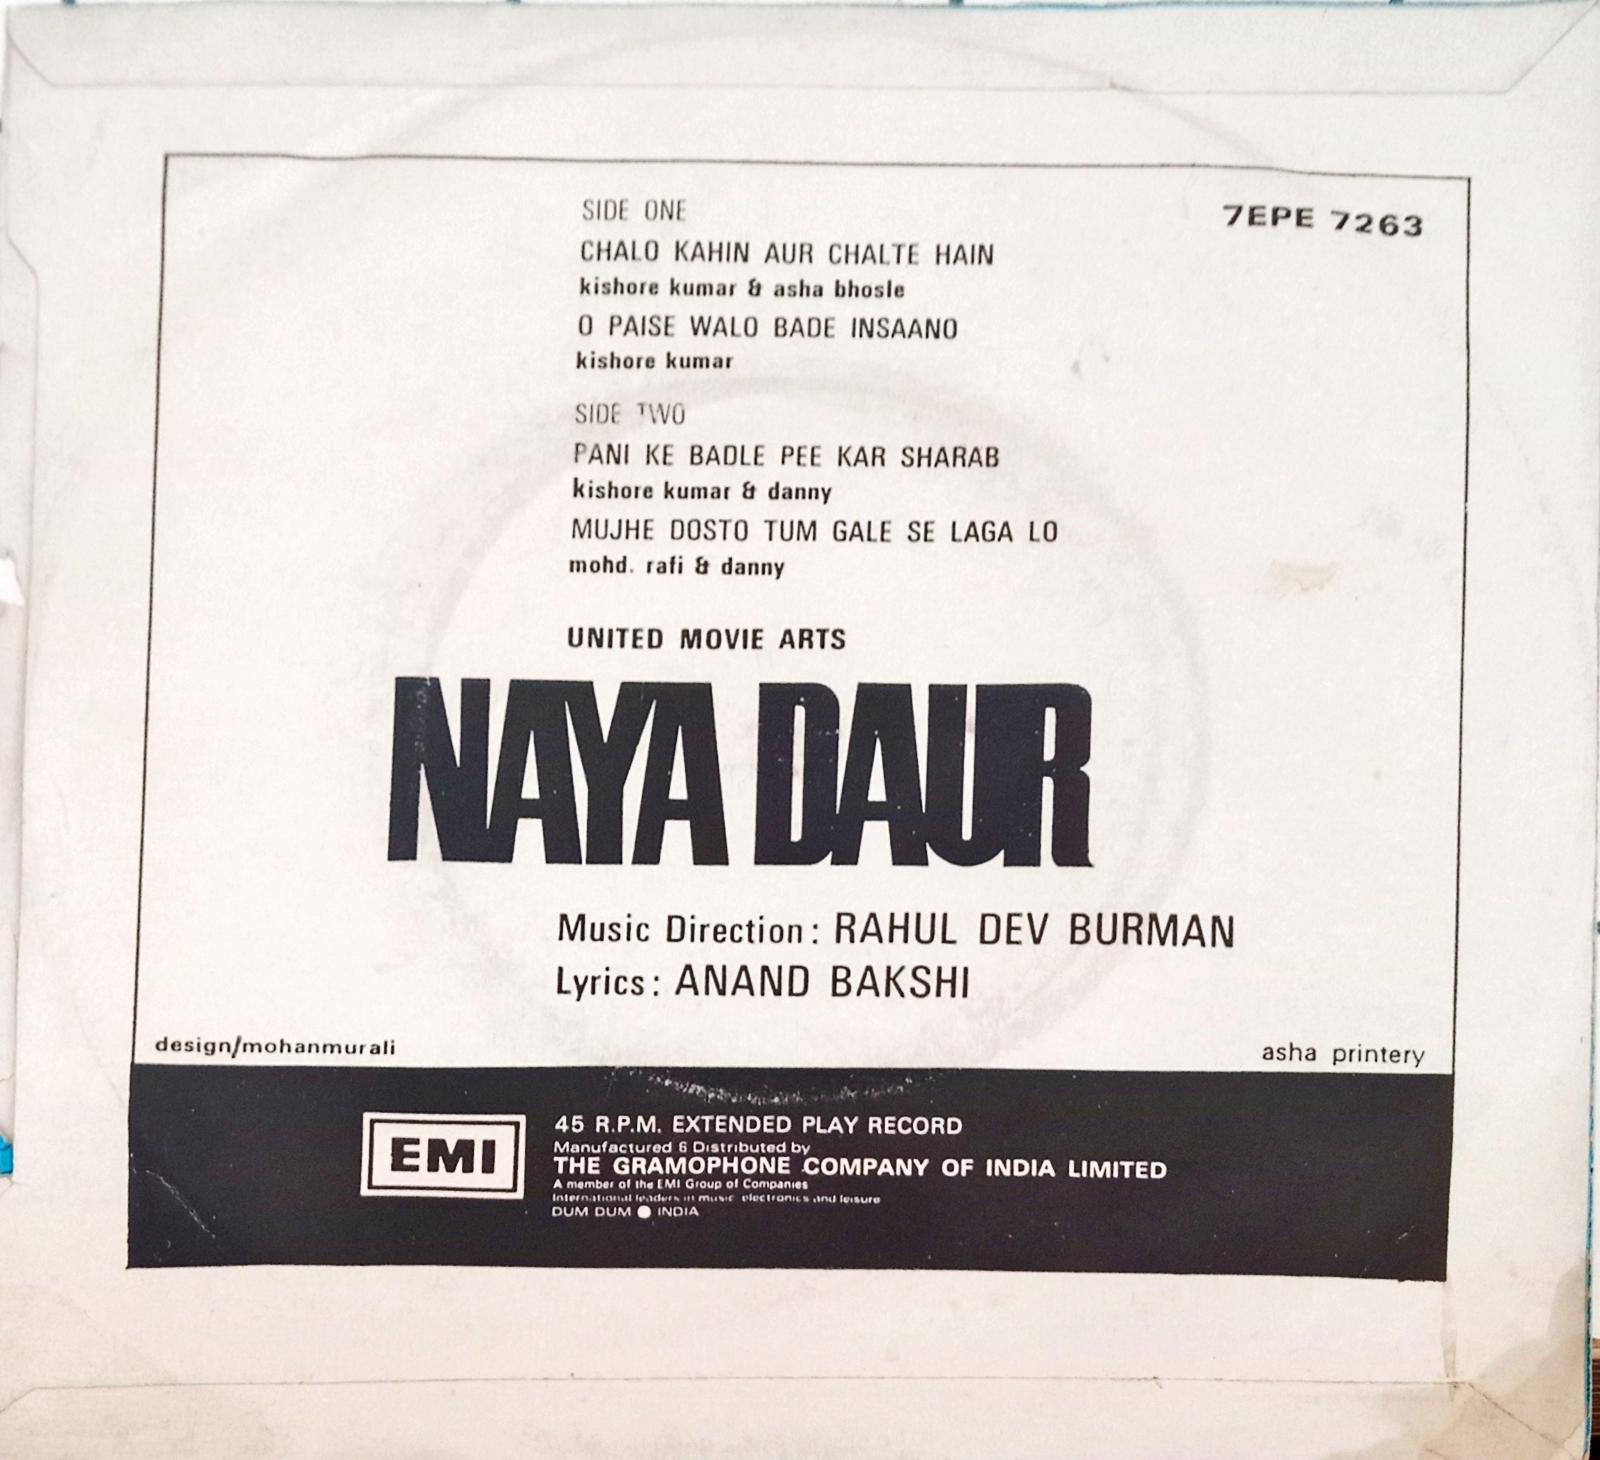 SIDE ONE
7EPE 7263
CHALO KAHIN AUR CHALTE HAIN
kishore kumar & asha bhosle
O PAISE WALO BADE INSAANO
kishore kumar
SIDE TWO
PANI KE BADLE PEE KAR SHARAB
kishore kumar & danny
MUJHE DOSTO TUM GALE SE LAGA LO
mohd. rafi & danny
UNITED MOVIE ARTS
NAYA DAUR
Music Direction: RAHUL DEV BURMAN
Lyrics: ANAND BAKSHI
design/mohanmurali
asha printery
EMI
45 R.P.M. EXTENDED PLAY RECORD
Manufactured & Distributed by
THE GRAMOPHONE COMPANY OF INDIA LIMITED
A member of the EMI Group of Companies
International leaders in music electronics and leisure
DUM DUM ● INDIA